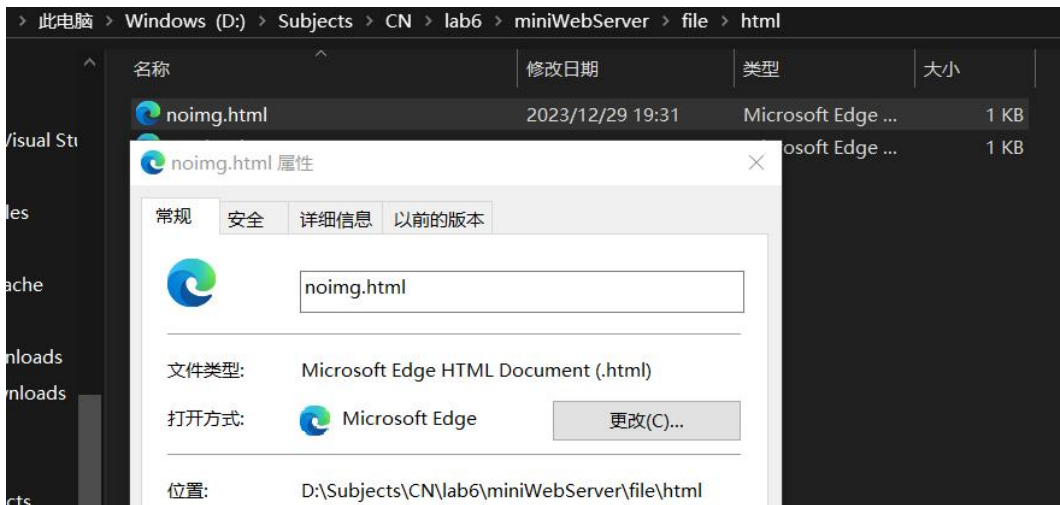 > 此电脑 > Windows (D:) > Subjects > CN > lab6 > miniWebServer > file > html
名称 修改日期 类型 大小
noimg.html 2023/12/29 19:31 Microsoft Edge ... 1 KB
/isual Stu osoft Edge ... 1 KB
noimg.html 属性
常规 安全 详细信息 以前的版本
les
noimg.html
ache
nloads
文件类型: Microsoft Edge HTML Document (.html)
wnloads
打开方式: Microsoft Edge 更改(C)...
位置: D:\Subjects\CN\lab6\miniWebServer\file\html
cts